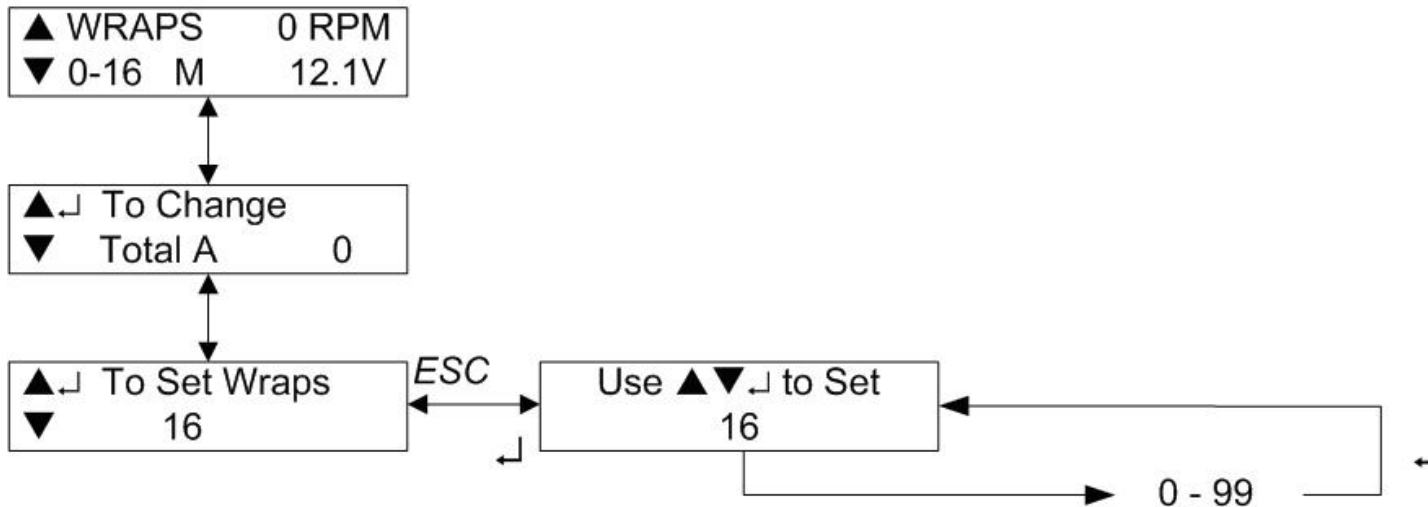 ▲ WRAPS 0 RPM
▼ 0-16 M 12.1V
▲↵ To Change
▼ Total A 0
▲↵ To Set Wraps
▼ 16
ESC
↵
Use ▲▼↵ to Set
16
0 - 99
↵